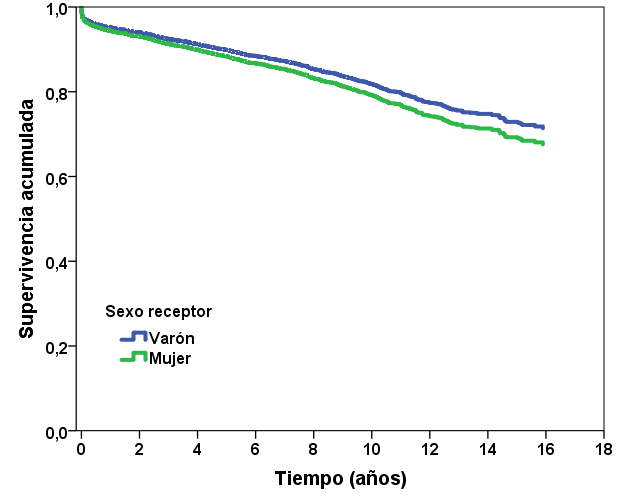 1,0
0,8
0,6
0,4
0,2
0,0
Supervivencia acumulada
Sexo receptor
Varón
Mujer
0 2 4 6 8 10 12 14 16 18
Tiempo (años)